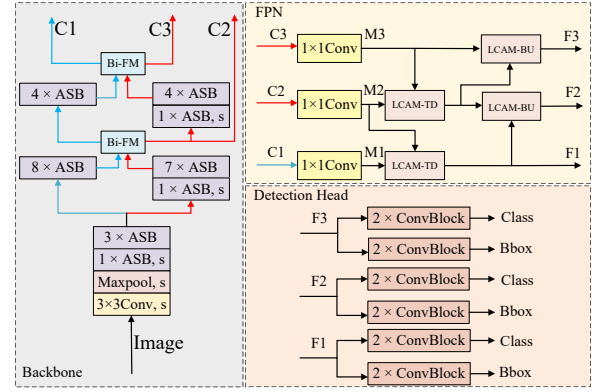 C1
C3
C2
Bi-FM
4 × ASB
4 × ASB
1 × ASB, s
Bi-FM
8 × ASB
7 × ASB
1 × ASB, s
3 × ASB
1 × ASB, s
Maxpool, s
3×3Conv, s
Image
Backbone
FPN
C3
1×1Conv
M3
LCAM-BU
F3
C2
1×1Conv
M2
LCAM-TD
LCAM-BU
F2
C1
1×1Conv
M1
LCAM-TD
F1
Detection Head
F3
2 × ConvBlock
Class
2 × ConvBlock
Bbox
F2
2 × ConvBlock
Class
2 × ConvBlock
Bbox
F1
2 × ConvBlock
Class
2 × ConvBlock
Bbox